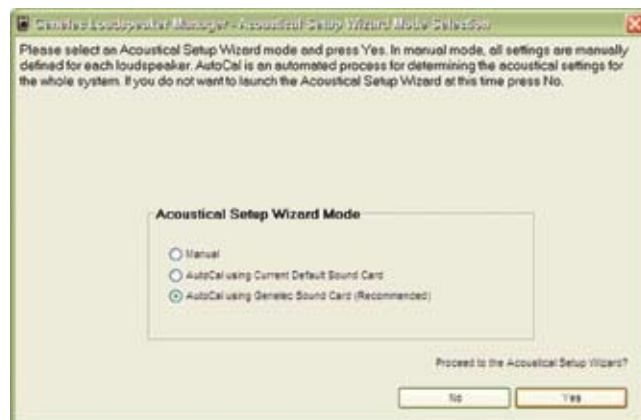 Genelec Loudspeaker Manager - Acoustical Setup Wizard Mode Selection
Please select an Acoustical Setup Wizard mode and press Yes. In manual mode, all settings are manually
defined for each loudspeaker. AutoCal is an automated process for determining the acoustical settings for
the whole system. If you do not want to launch the Acoustical Setup Wizard at this time press No.
Acoustical Setup Wizard Mode
Manual
AutoCal using Current Default Sound Card
AutoCal using Genelec Sound Card (Recommended)
Proceed to the Acoustical Setup Wizard?
No
Yes